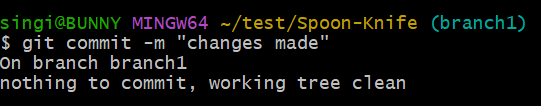 singi@BUNNY MINGW64 ~/test/Spoon-Knife (branch1)
$ git commit -m "changes made"
On branch branch1
nothing to commit, working tree clean